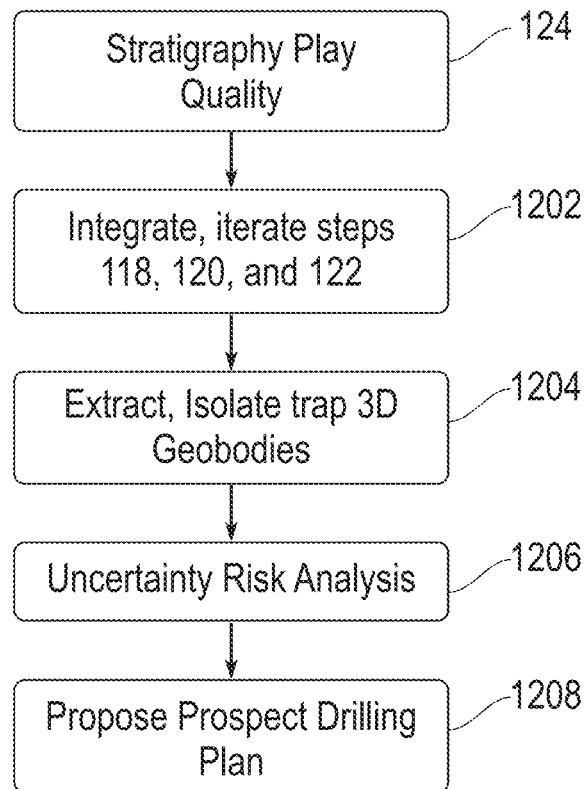 124
Stratigraphy Play
Quality
1202
Integrate, iterate steps
118, 120, and 122
1204
Extract, Isolate trap 3D
Geobodies
1206
Uncertainty Risk Analysis
1208
Propose Prospect Drilling
Plan